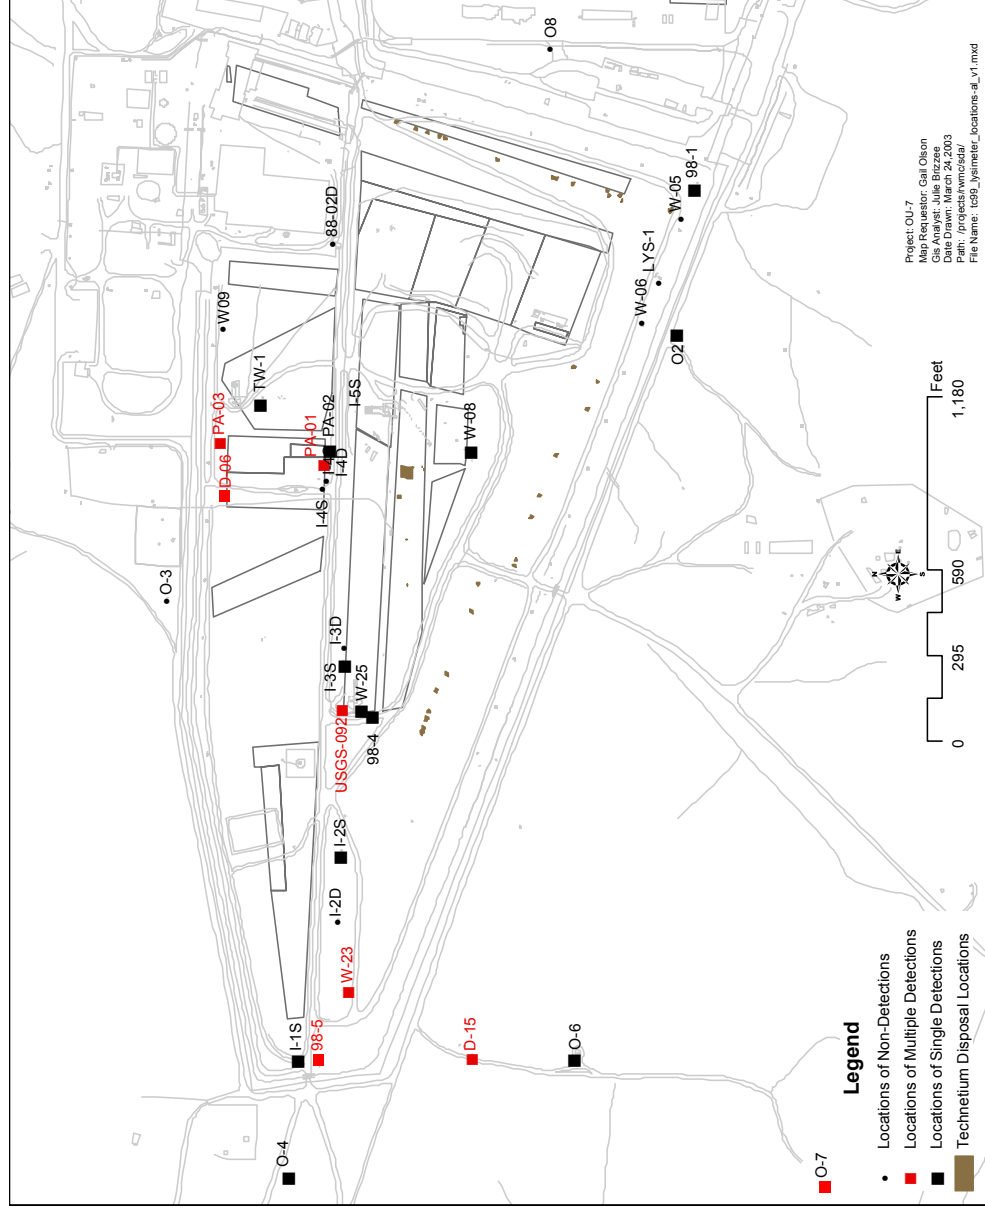 O8
W09
88-02D
W-05
98-1
LYS-1
W-06
O2
Project: OU-7
Map Requestor: Gail Olson
Gis Analyst: Julie Brizzee
Date Drawn: March 24,2003
Path: /projects/rwmc/sda/
File Name: tc99_lysimeter_locations-al_v1.mxd
PA-03
TW-1
D-06
PA-01
PA-02
I-5S
I-4D
I-4S
W-08
O-3
I-3D
I-3S
W-25
USGS-092
98-4
I-2S
I-2D
W-23
I-1S
98-5
D-15
O-6
O-4
O-7
N
W
E
S
0
295
590
1,180
Feet
Legend
Locations of Non-Detections
Locations of Multiple Detections
Locations of Single Detections
Technetium Disposal Locations